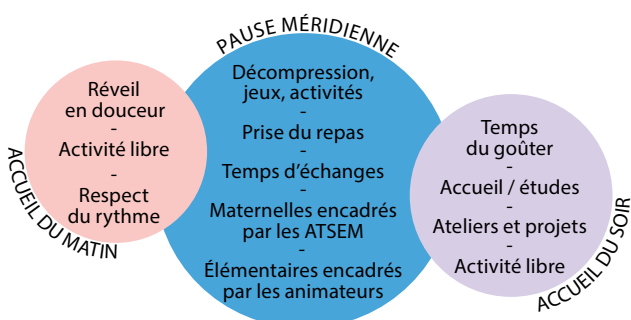 ACCUEIL DU MATIN
Réveil
en douceur
-
Activité libre
-
Respect
du rythme
PAUSE MÉRIDIENNE
Décompression,
jeux, activités
-
Prise du repas
-
Temps d’échanges
-
Maternelles encadrés
par les ATSEM
-
Élémentaires encadrés
par les animateurs
ACCUEIL DU SOIR
Temps
du goûter
-
Accueil / études
-
Ateliers et projets
-
Activité libre